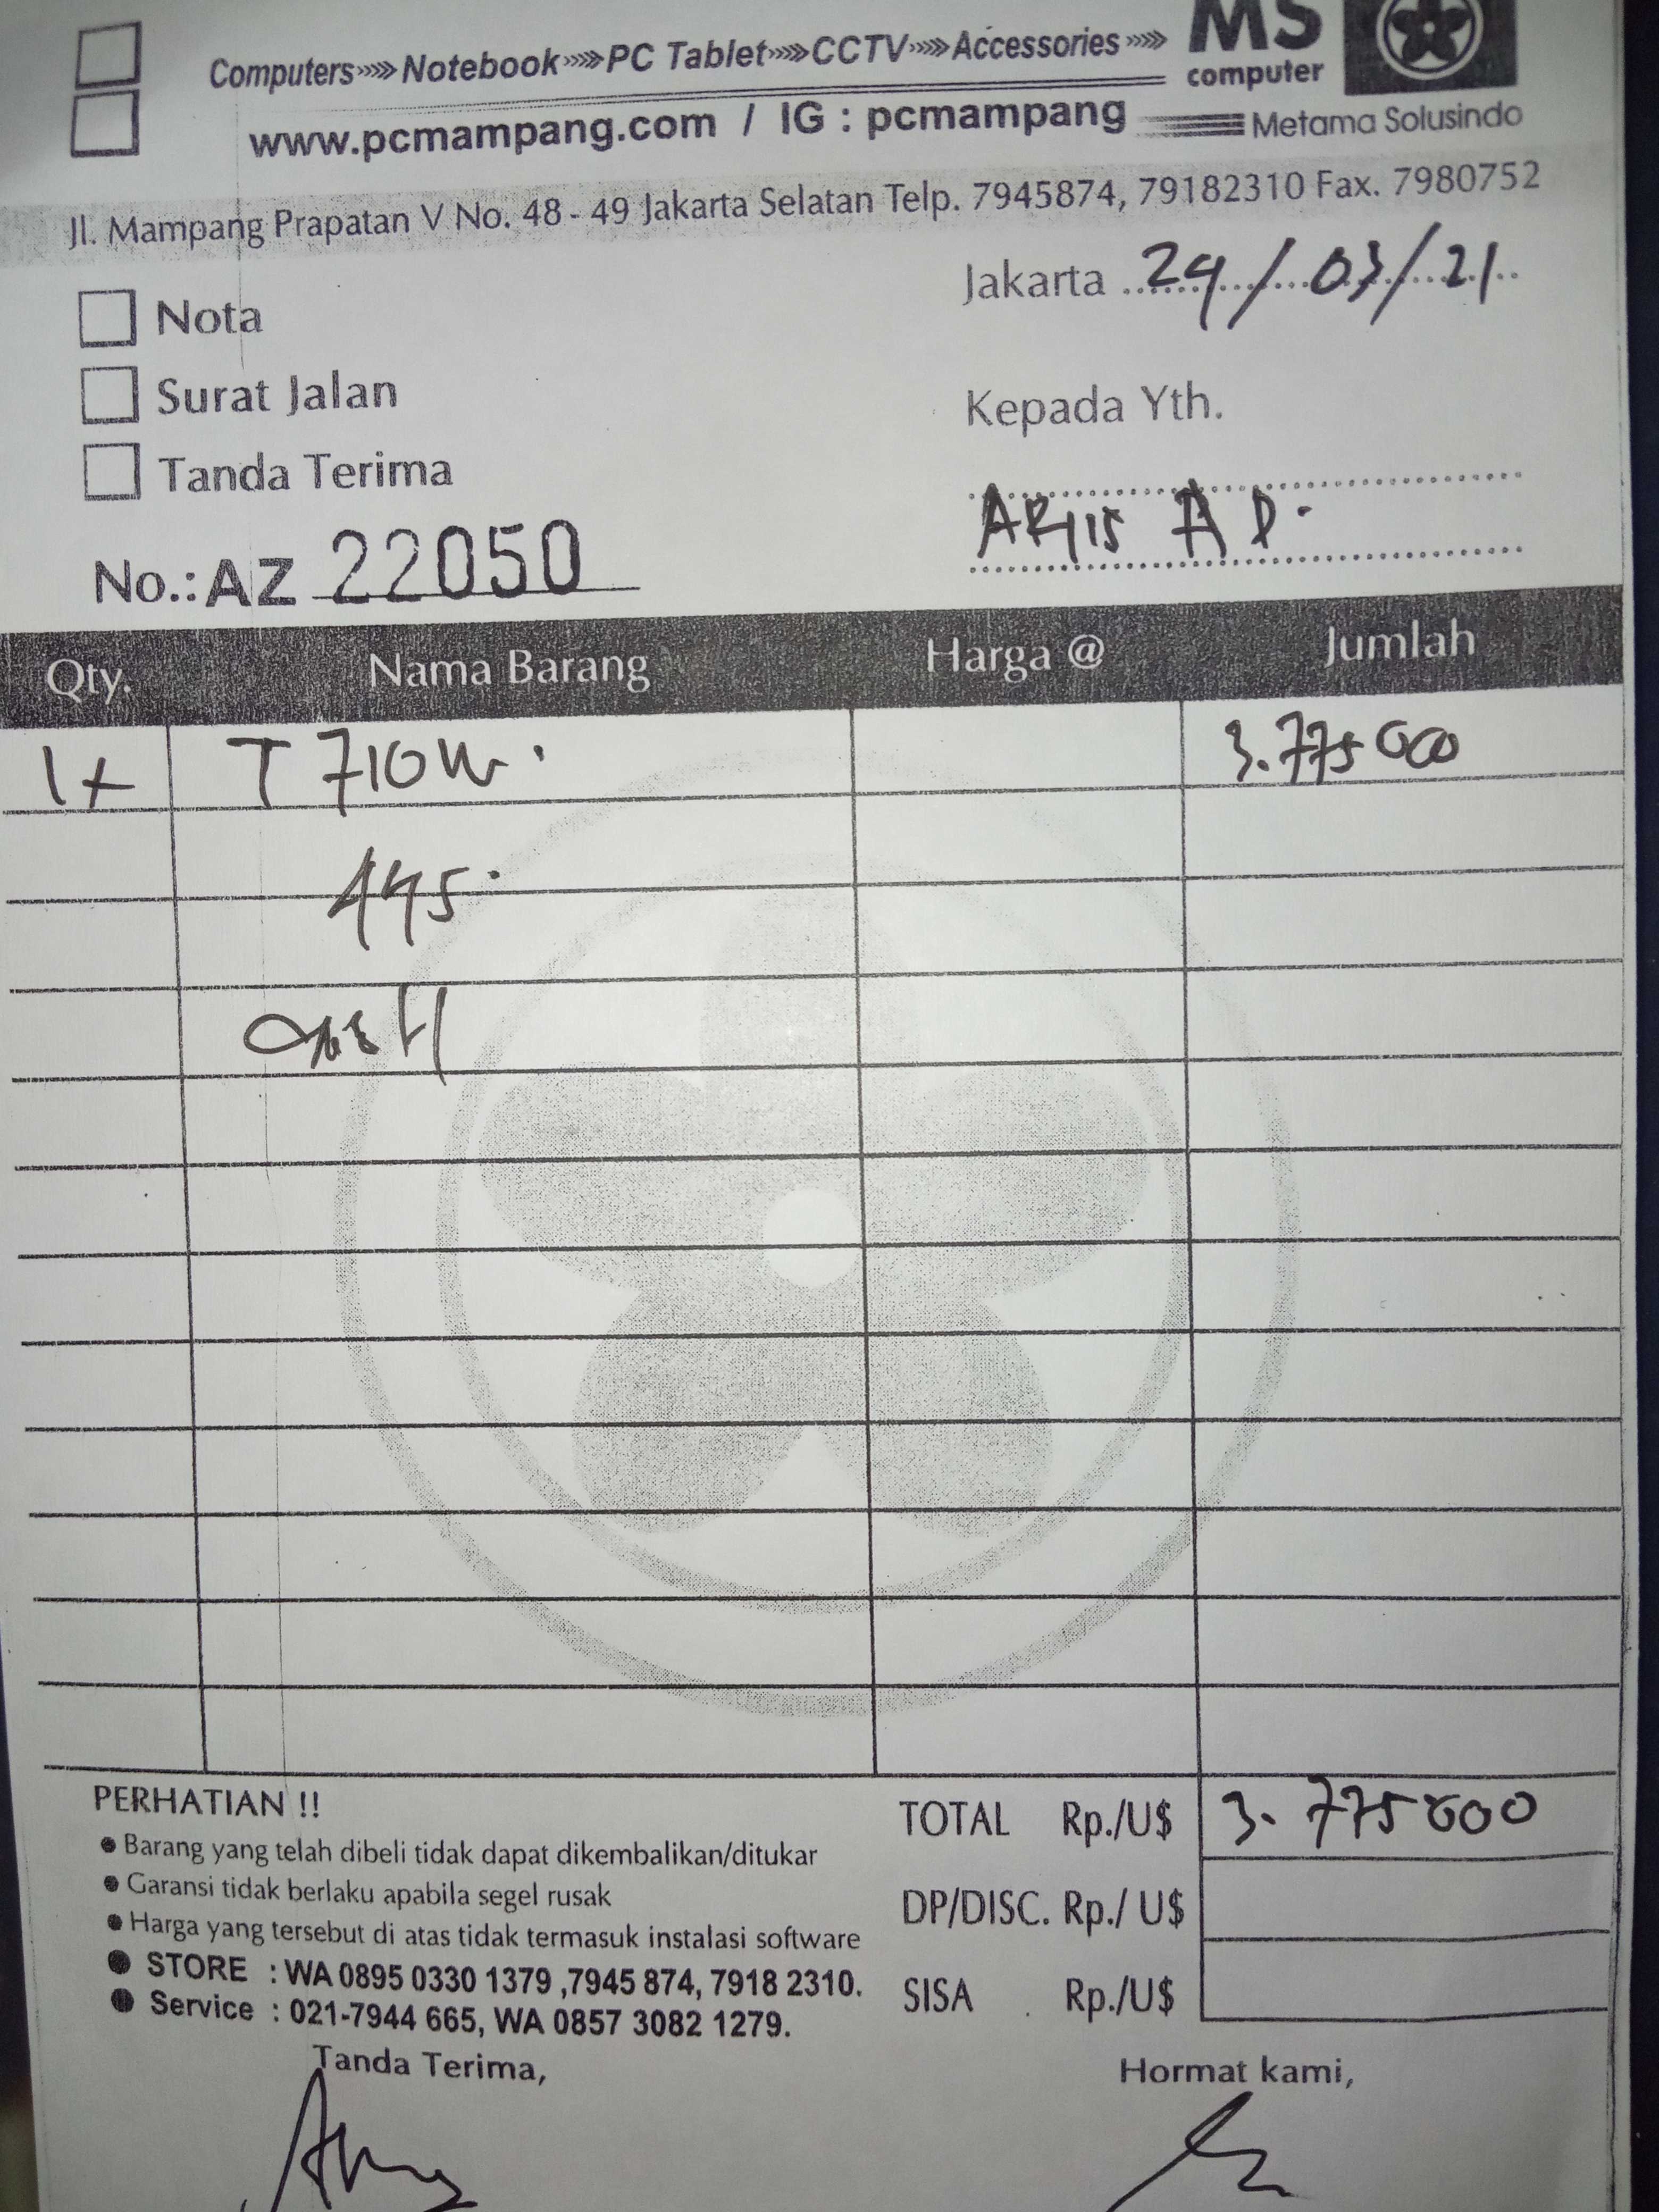 Computers »»» Notebook »»» PC Tablet »»» CCTV »»» Accessories »»»
MS
computer
www.pcmampang.com / IG : pcmampang
Metama Solusindo
Jl. Mampang Prapatan V No. 48 - 49 Jakarta Selatan Telp. 7945874, 79182310 Fax. 7980752
Jakarta 24/03/21
Nota
Surat Jalan
Tanda Terima
Kepada Yth.
No.: AZ 22050
Qty. Nama Barang Harga @ Jumlah
1x T 710W. 3.775 000
445.
cash
PERHATIAN !!
● Barang yang telah dibeli tidak dapat dikembalikan/ditukar
● Garansi tidak berlaku apabila segel rusak
● Harga yang tersebut di atas tidak termasuk instalasi software
● STORE : WA 0895 0330 1379 ,7945 874, 7918 2310.
● Service : 021-7944 665, WA 0857 3082 1279.
TOTAL Rp./U$ 3.775000
DP/DISC. Rp./ U$
SISA Rp./U$
Tanda Terima,
Hormat kami,